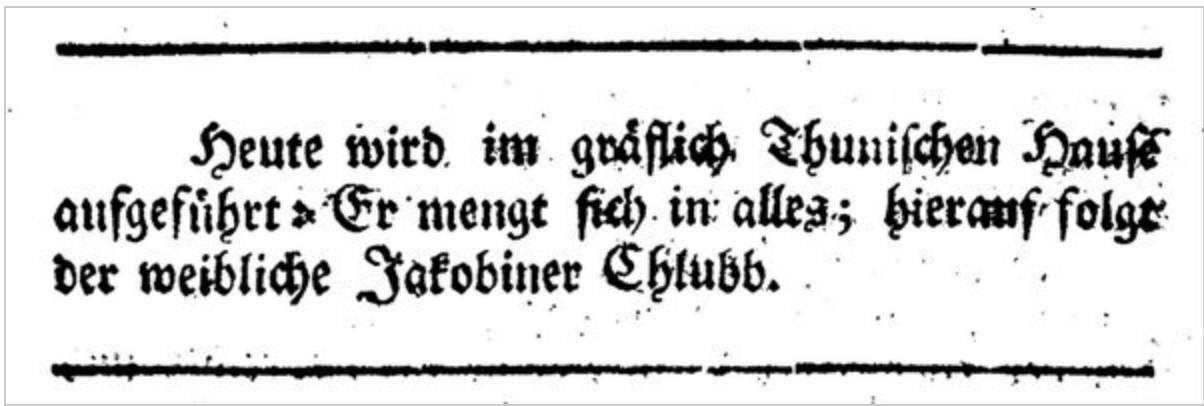 Heute wird im gräflich Thunischen Hause
aufgeführt: Er mengt sich in alles; hierauf folgt
der weibliche Jakobiner Chlubb.